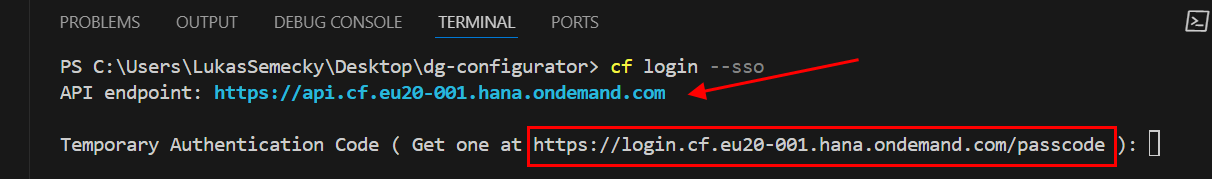 PROBLEMS OUTPUT DEBUG CONSOLE TERMINAL PORTS
PS C:\Users\LukasSemecky\Desktop\dg-configurator> cf login --sso
API endpoint: https://api.cf.eu20-001.hana.ondemand.com
Temporary Authentication Code ( Get one at https://login.cf.eu20-001.hana.ondemand.com/passcode ):